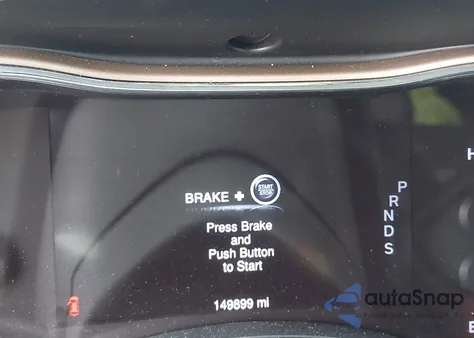 BRAKE + START STOP
Press Brake
and
Push Button
to Start
149899 mi
P
R
N
D
S
H
E
autoSnap